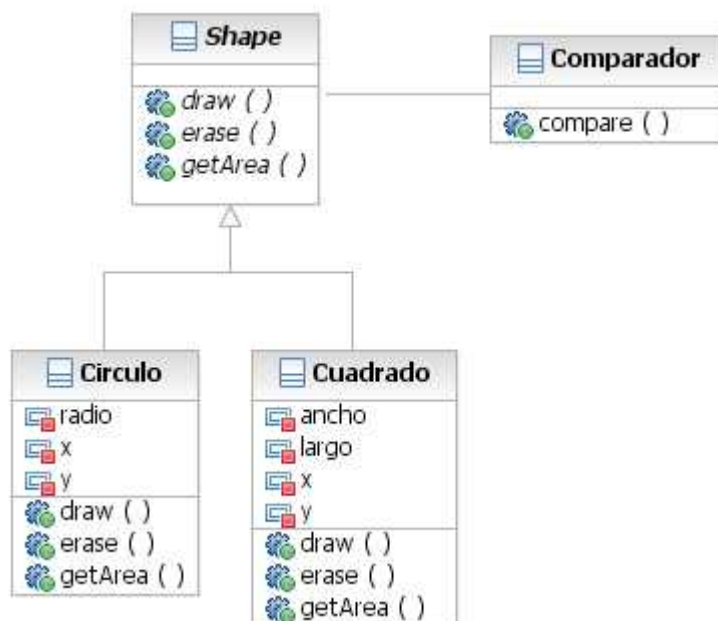 Shape
draw ( )
erase ( )
getArea ( )
Comparador
compare ( )
Circulo
radio
x
y
draw ( )
erase ( )
getArea ( )
Cuadrado
ancho
largo
x
y
draw ( )
erase ( )
getArea ( )